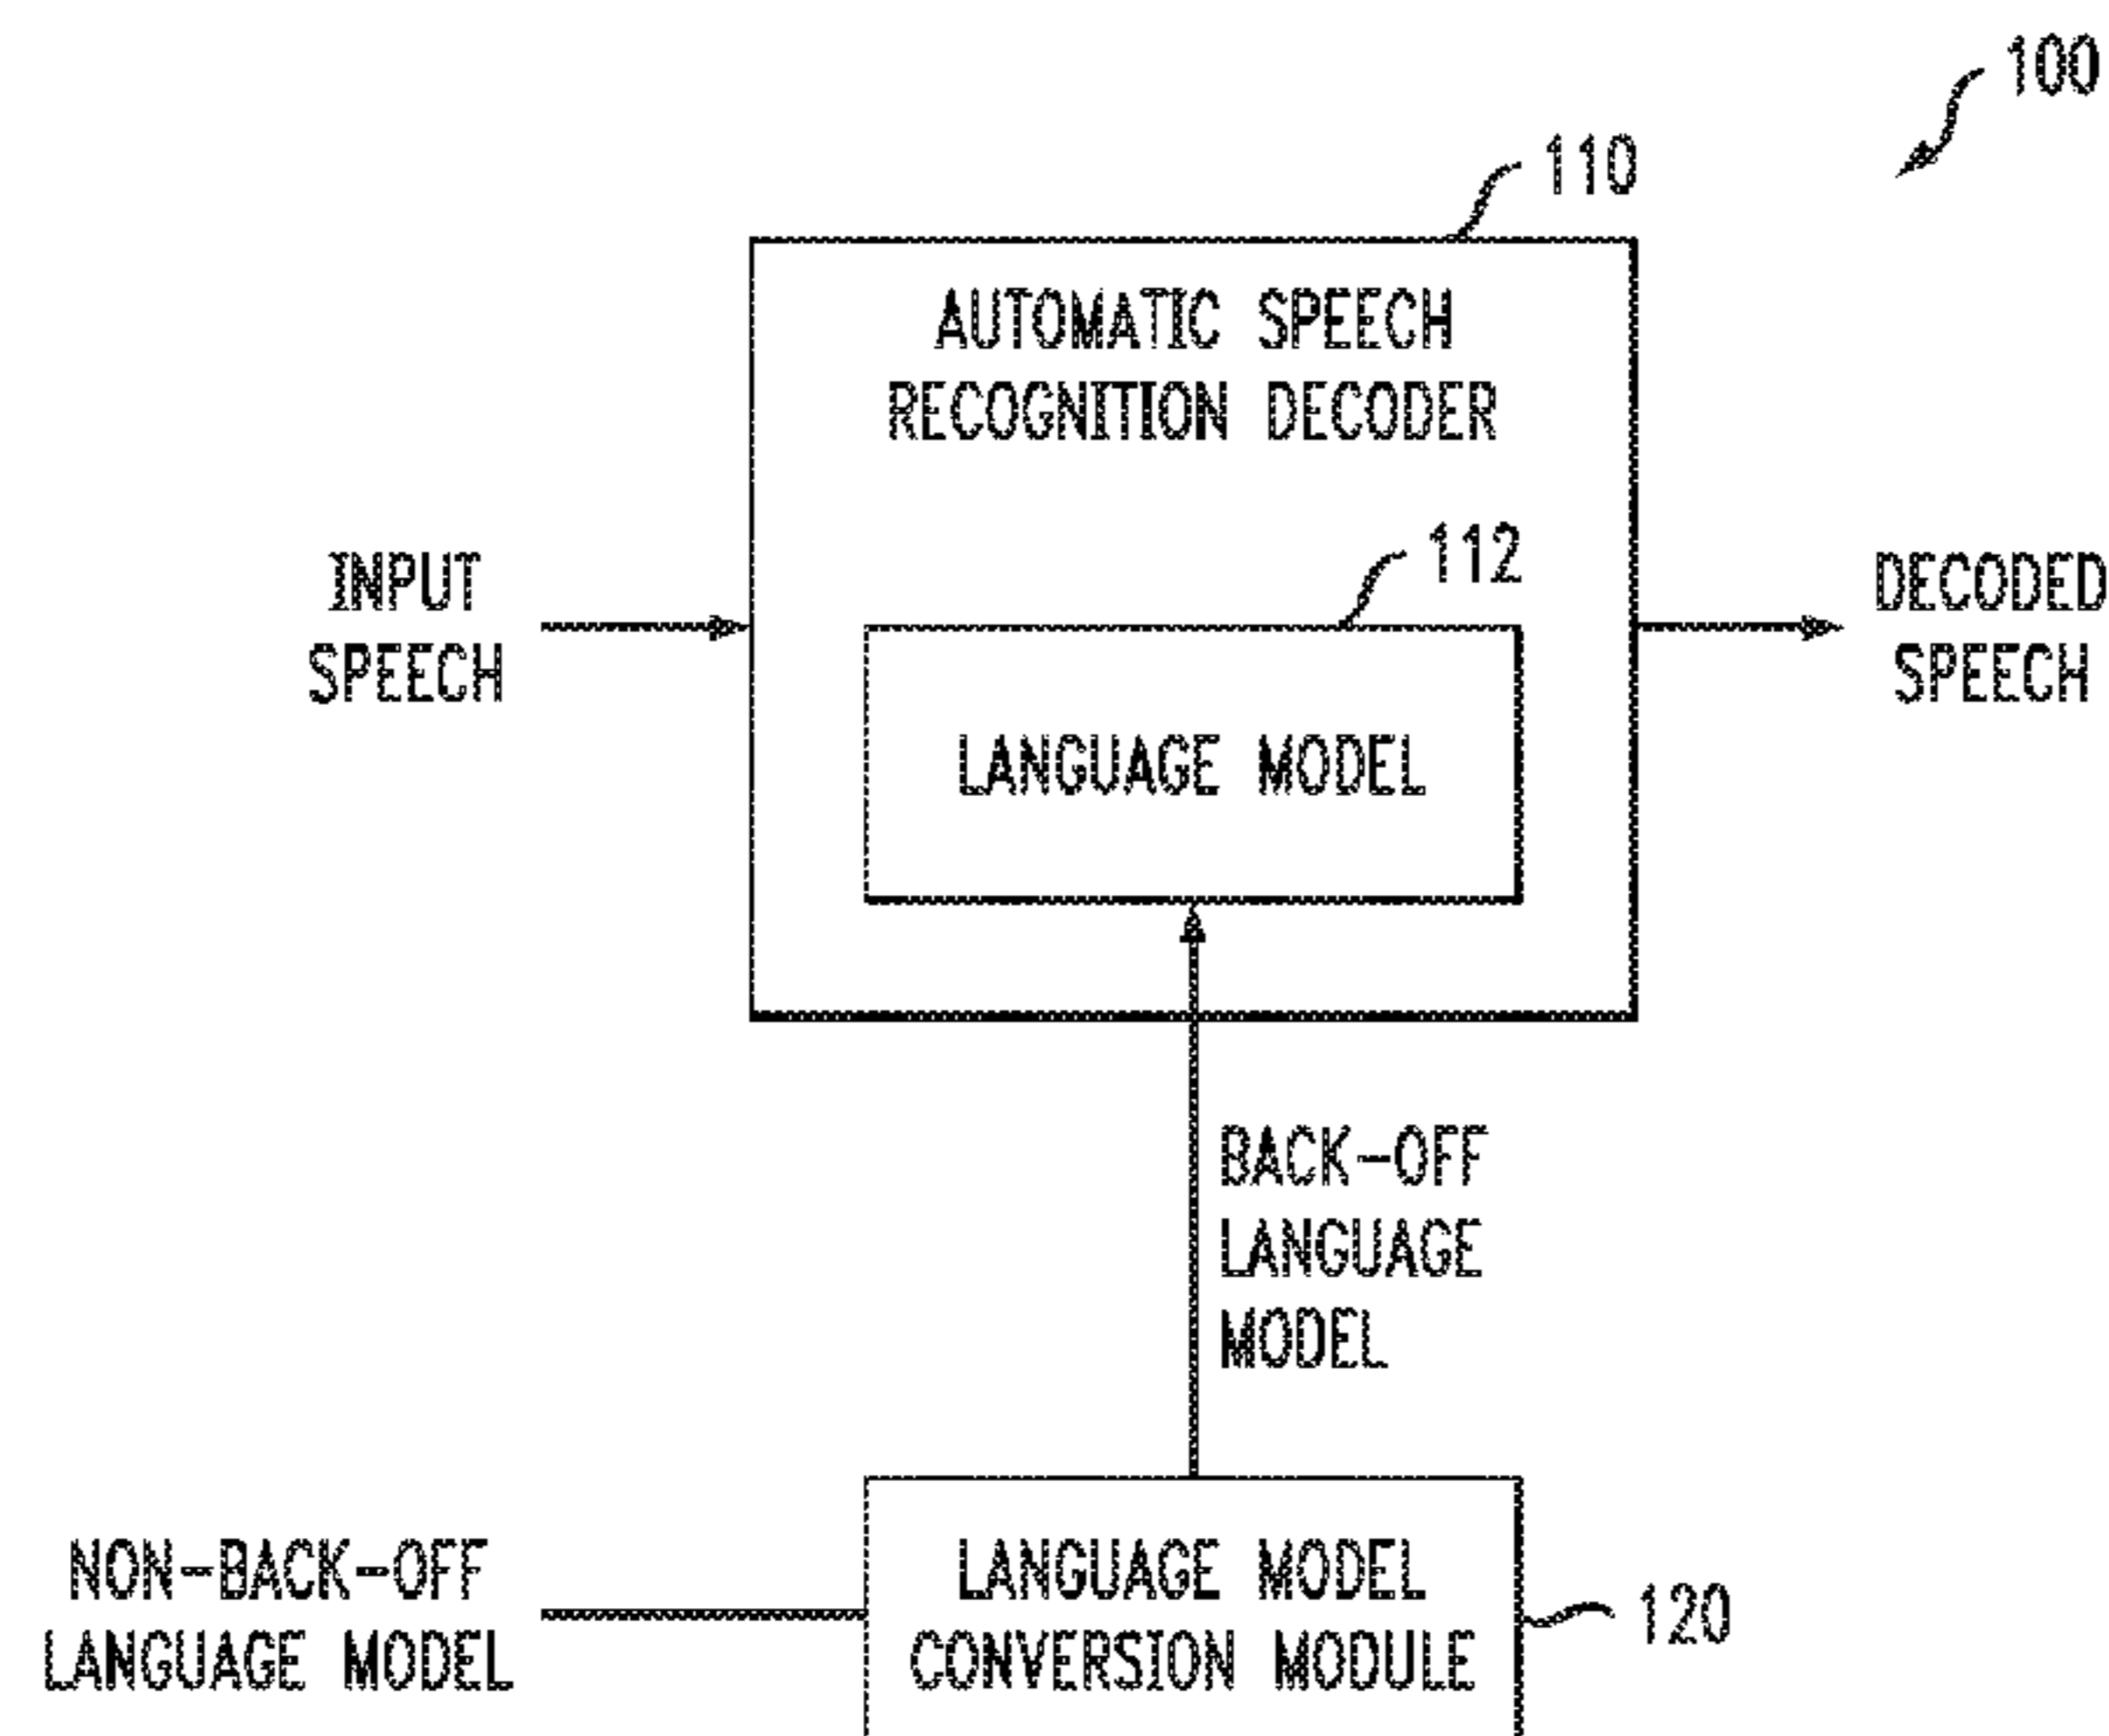 100
110
AUTOMATIC SPEECH
RECOGNITION DECODER
112
INPUT
SPEECH
DECODED
SPEECH
LANGUAGE MODEL
BACK-OFF
LANGUAGE
MODEL
NON-BACK-OFF
LANGUAGE MODEL
LANGUAGE MODEL
CONVERSION MODULE
120